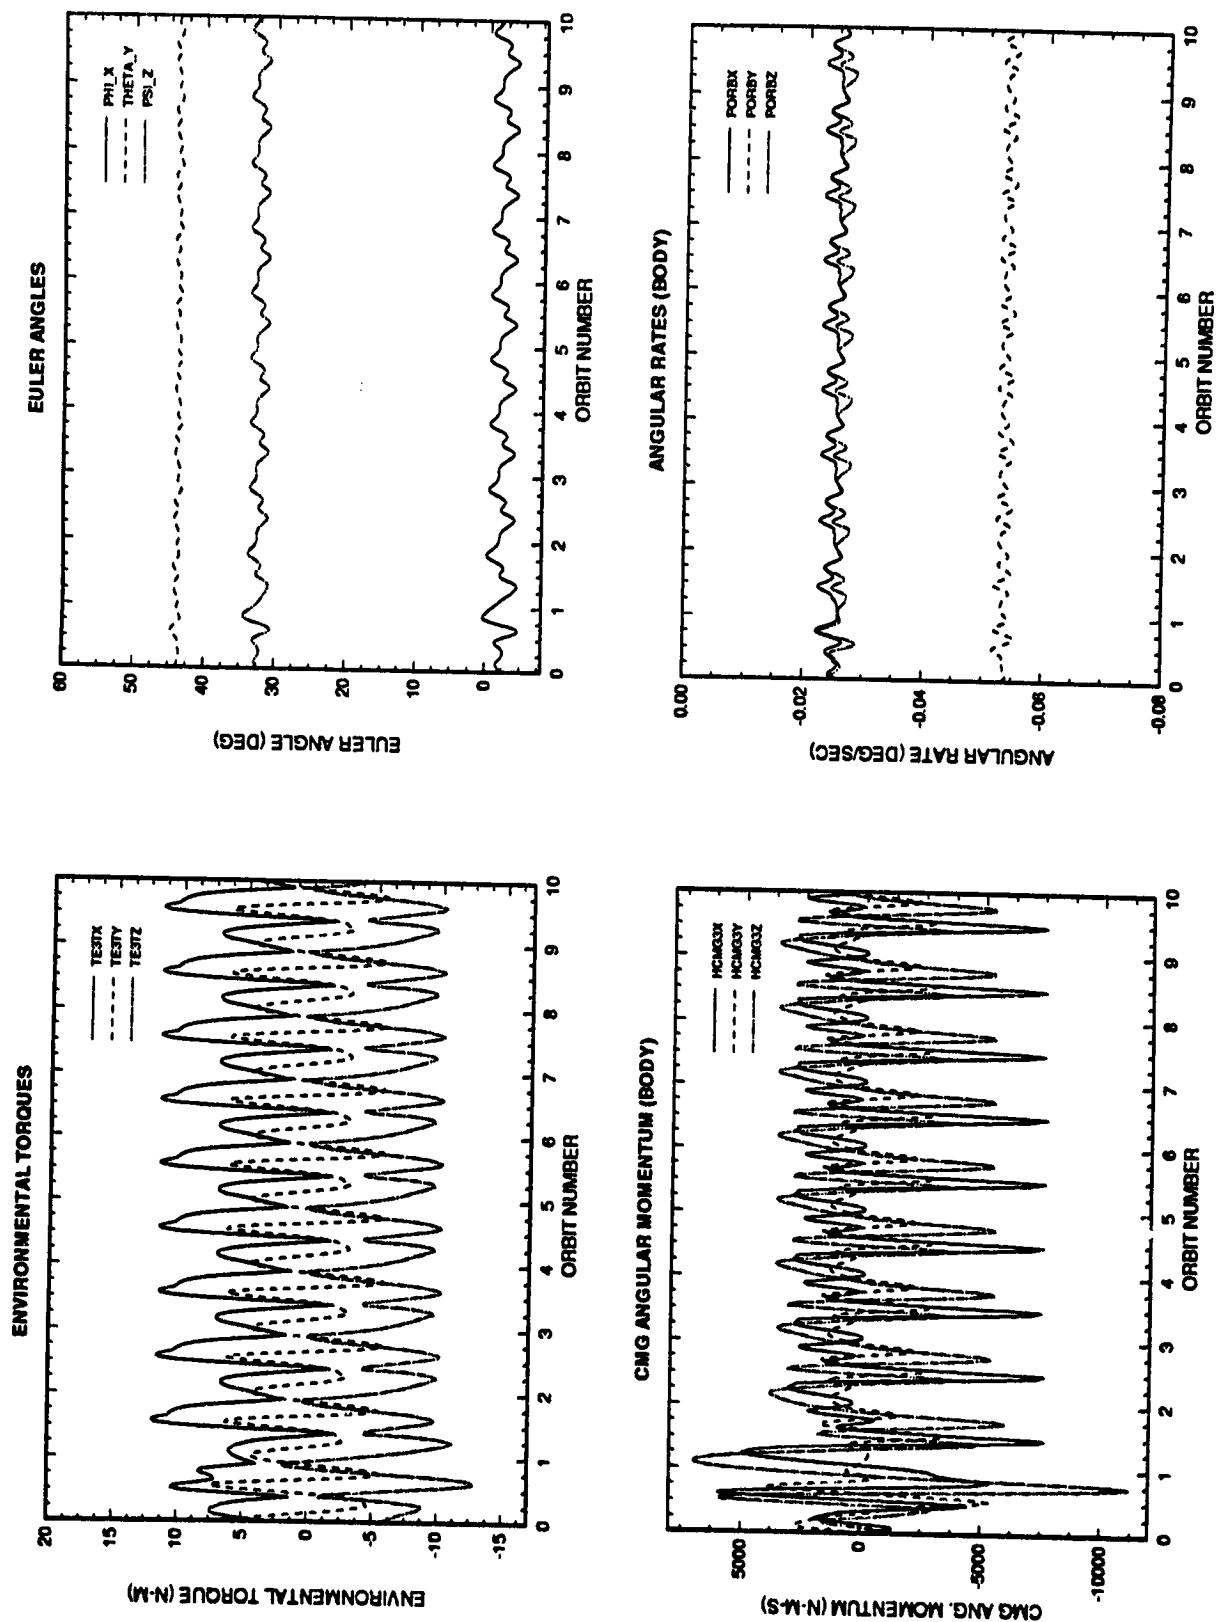 ENVIRONMENTAL TORQUES
ENVIRONMENTAL TORQUE (N-M)
20
15
10
5
0
-5
-10
-15
TE3TX
TE3TY
TE3TZ
0 1 2 3 4 5 6 7 8 9 10
ORBIT NUMBER
EULER ANGLES
EULER ANGLE (DEG)
60
50
40
30
20
10
0
PHI_X
THETA_Y
PSI_Z
0 1 2 3 4 5 6 7 8 9 10
ORBIT NUMBER
CMG ANGULAR MOMENTUM (BODY)
CMG ANG. MOMENTUM (N-M-S)
5000
0
-5000
-10000
HCMG3X
HCMG3Y
HCMG3Z
0 1 2 3 4 5 6 7 8 9 10
ORBIT NUMBER
ANGULAR RATES (BODY)
ANGULAR RATE (DEG/SEC)
0.00
-0.02
-0.04
-0.06
-0.08
PORBX
PORBY
PORBZ
0 1 2 3 4 5 6 7 8 9 10
ORBIT NUMBER